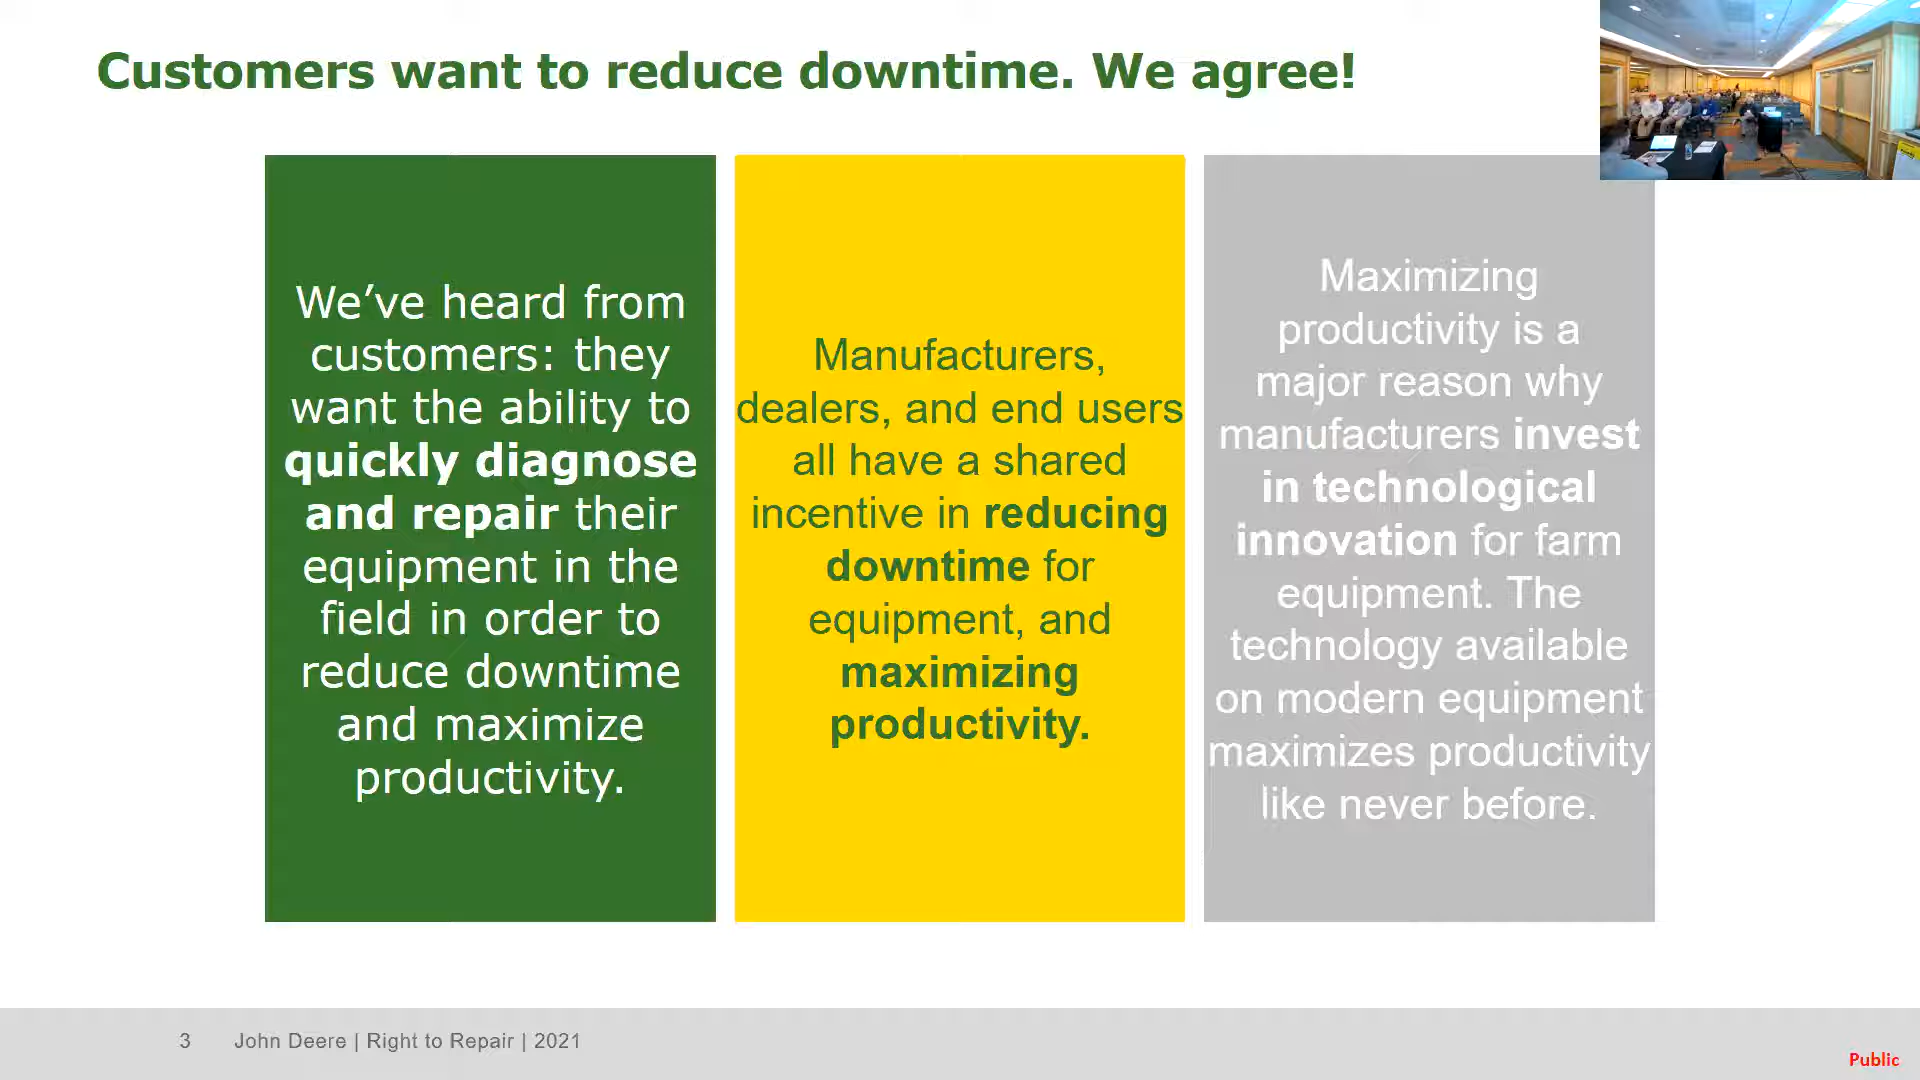 Customers want to reduce downtime. We agree!
We’ve heard from
customers: they
want the ability to
quickly diagnose
and repair their
equipment in the
field in order to
reduce downtime
and maximize
productivity.
Manufacturers,
dealers, and end users
all have a shared
incentive in reducing
downtime for
equipment, and
maximizing
productivity.
Maximizing
productivity is a
major reason why
manufacturers invest
in technological
innovation for farm
equipment. The
technology available
on modern equipment
maximizes productivity
like never before.
3 John Deere | Right to Repair | 2021
Public